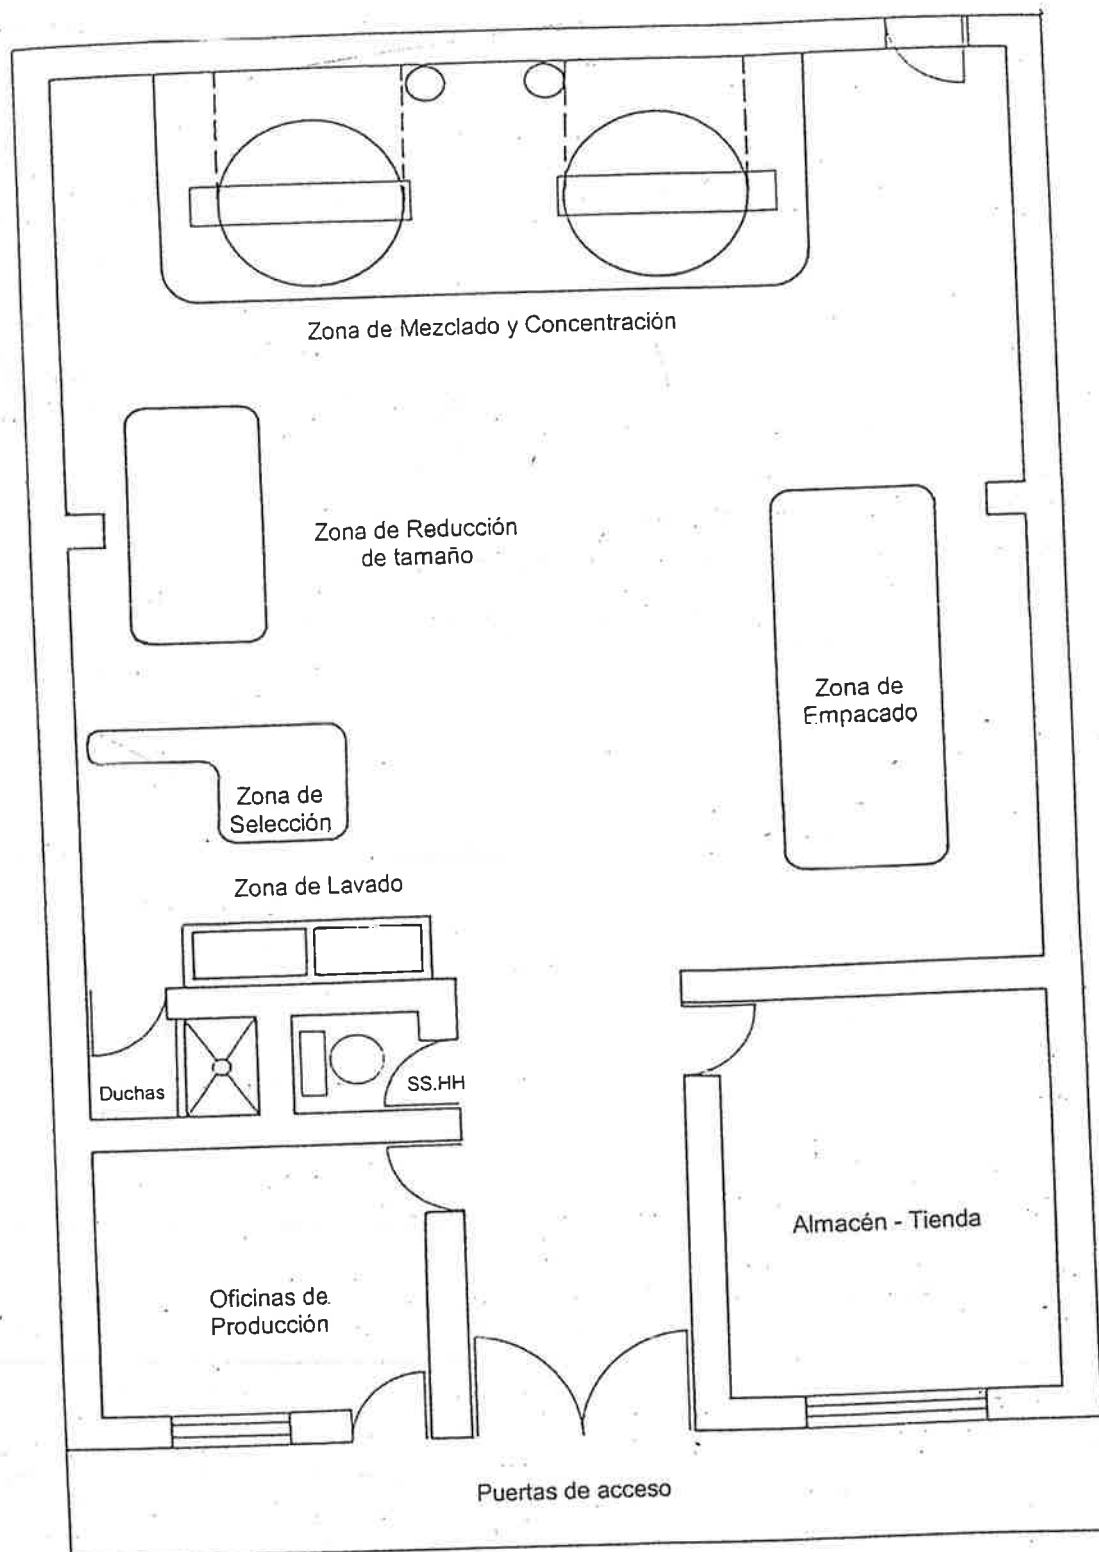 Zona de Mezclado y Concentración
Zona de Reducción
de tamaño
Zona de
Empacado
Zona de
Selección
Zona de Lavado
Duchas
SS.HH
Almacén - Tienda
Oficinas de
Producción
Puertas de acceso